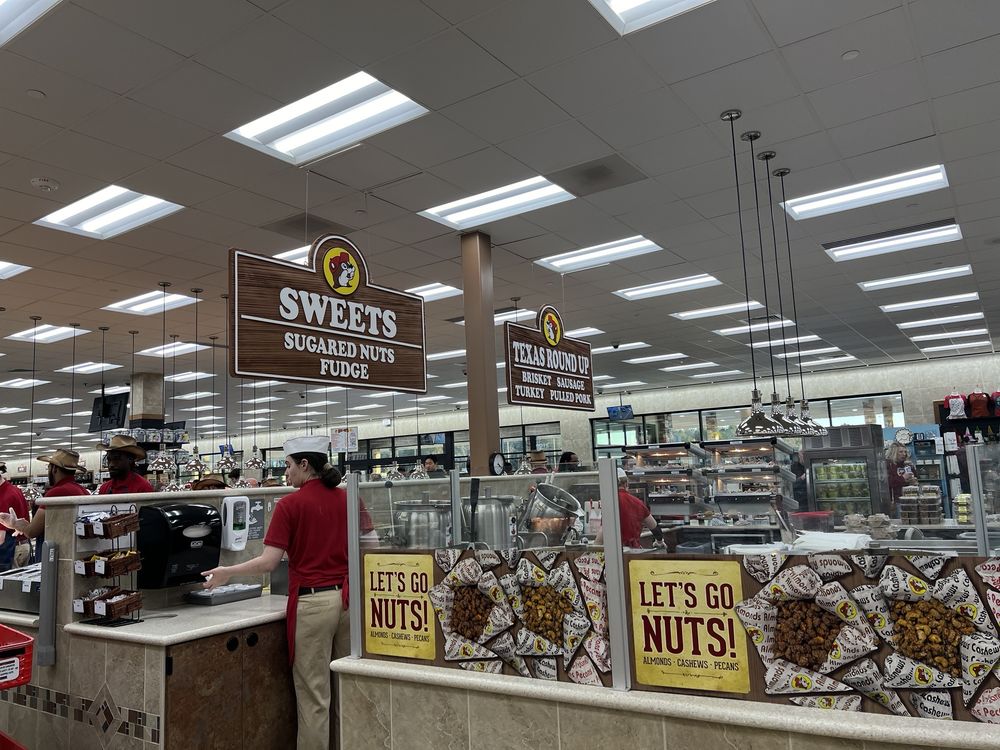 SWEETS
SUGARED NUTS
FUDGE
TEXAS ROUND UP
BRISKET SAUSAGE
TURKEY PULLED PORK
LET'S GO
NUTS!
ALMONDS · CASHEWS · PECANS
LET'S GO
NUTS!
ALMONDS · CASHEWS · PECANS